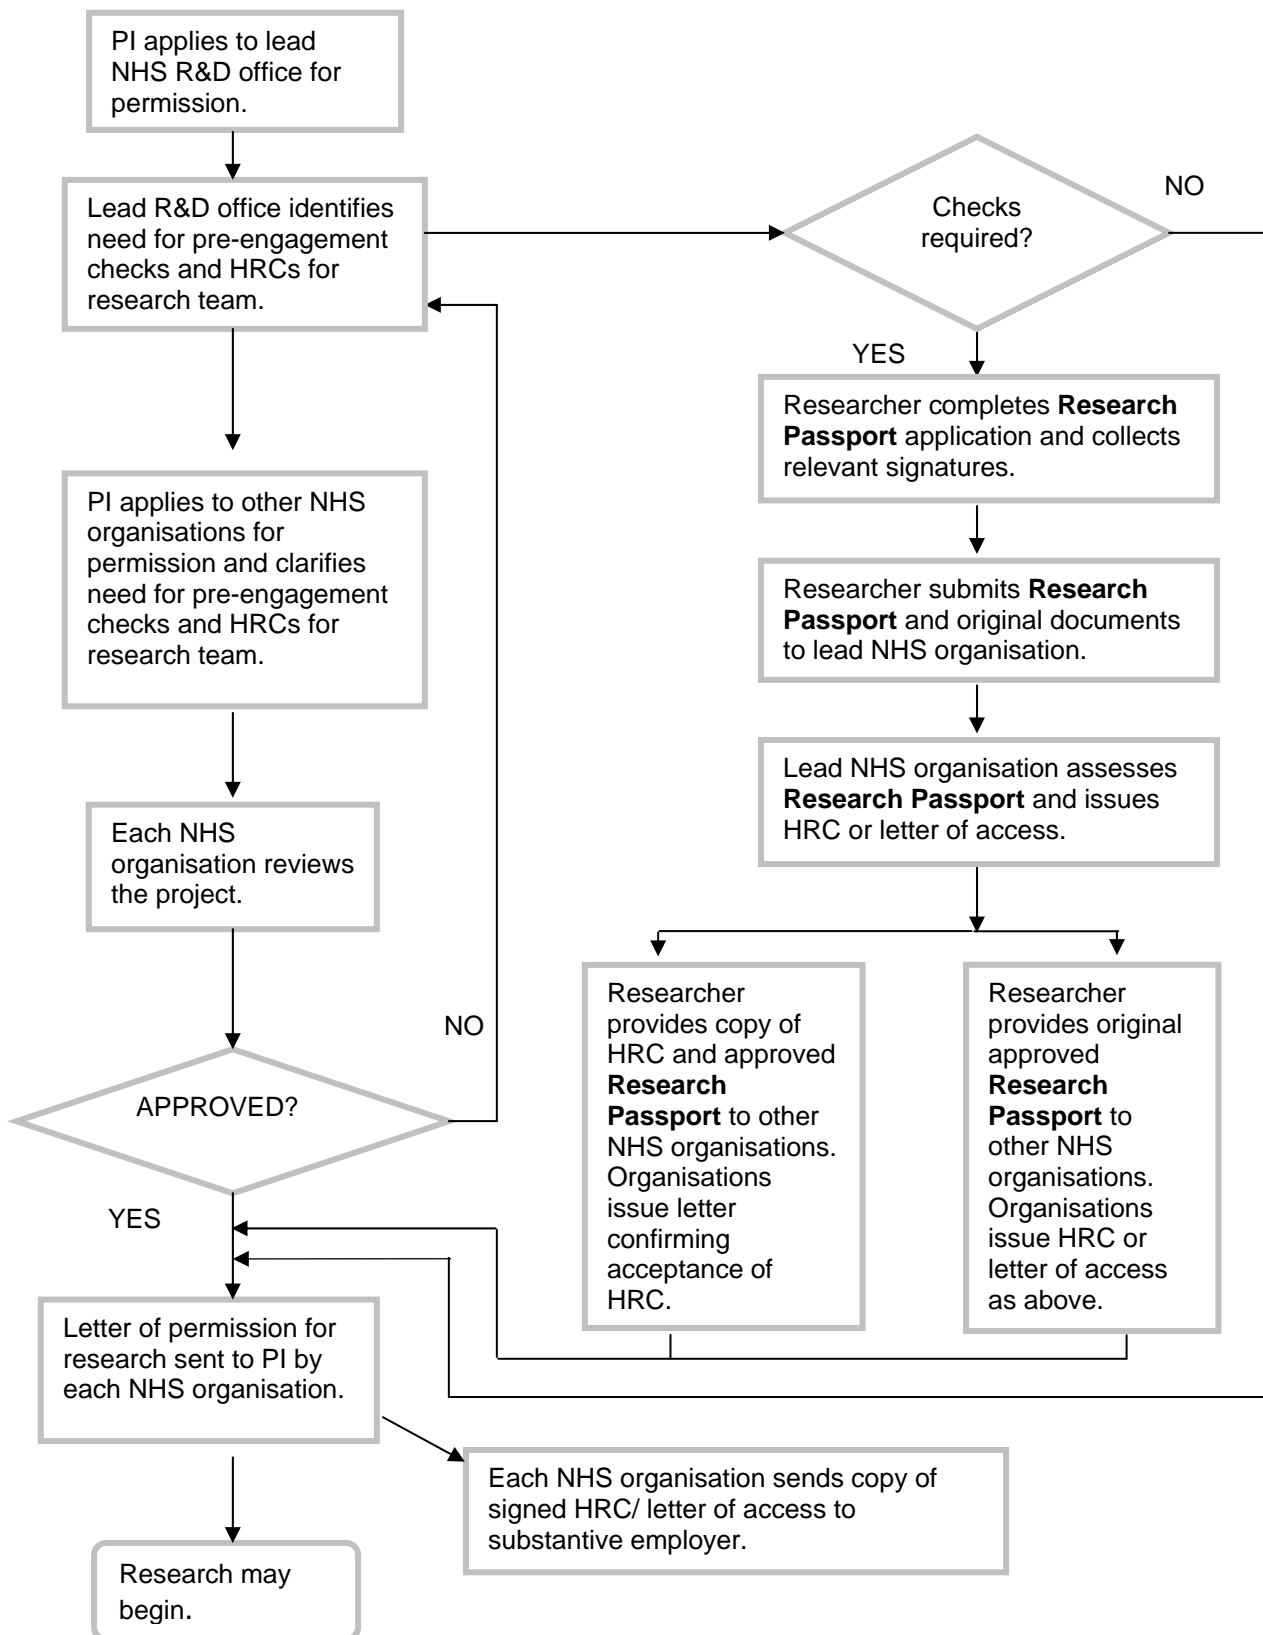 PI applies to lead
NHS R&D office for
permission.
Lead R&D office identifies
need for pre-engagement
checks and HRCs for
research team.
Checks
required?
NO
YES
Researcher completes Research
Passport application and collects
relevant signatures.
PI applies to other NHS
organisations for
permission and clarifies
need for pre-engagement
checks and HRCs for
research team.
Researcher submits Research
Passport and original documents
to lead NHS organisation.
Lead NHS organisation assesses
Research Passport and issues
HRC or letter of access.
Each NHS
organisation reviews
the project.
NO
APPROVED?
YES
Researcher
provides copy of
HRC and approved
Research
Passport to other
NHS organisations.
Organisations
issue letter
confirming
acceptance of
HRC.
Researcher
provides original
approved
Research
Passport to
other NHS
organisations.
Organisations
issue HRC or
letter of access
as above.
Letter of permission for
research sent to PI by
each NHS organisation.
Each NHS organisation sends copy of
signed HRC/ letter of access to
substantive employer.
Research may
begin.